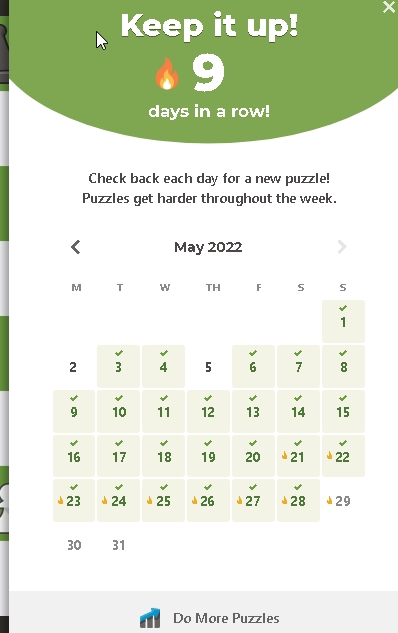 Keep it up!
9
days in a row!
Check back each day for a new puzzle!
Puzzles get harder throughout the week.
May 2022
M T W TH F S S
1
2 3 4 5 6 7 8
9 10 11 12 13 14 15
16 17 18 19 20 21 22
23 24 25 26 27 28 29
30 31
Do More Puzzles